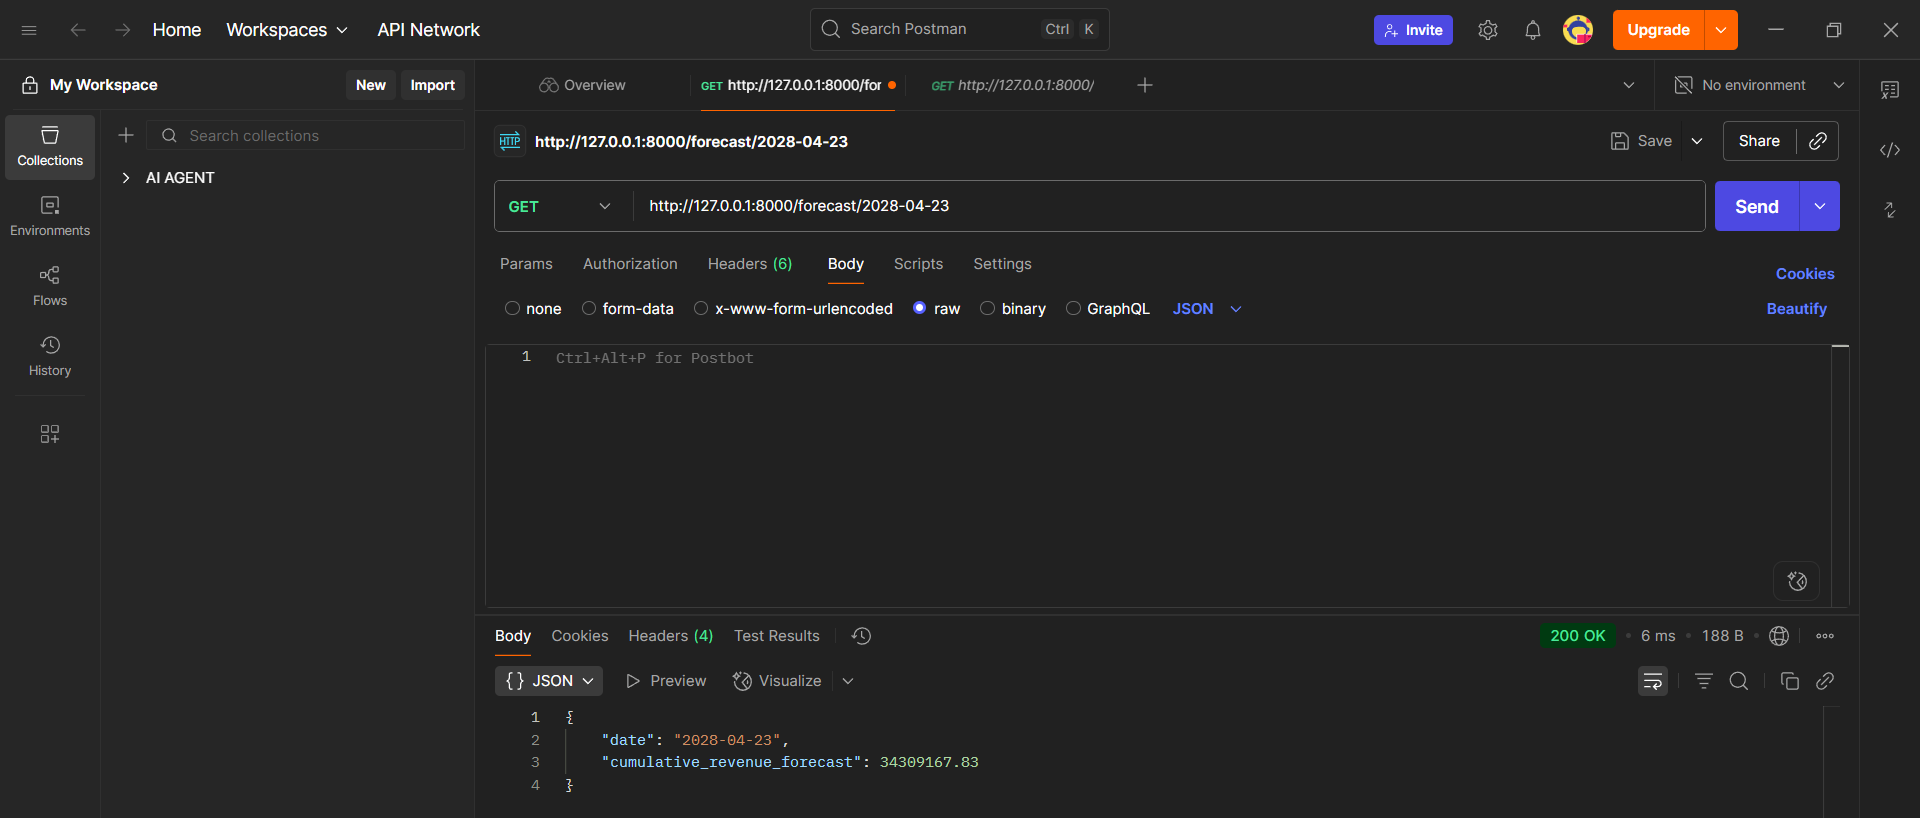 Home Workspaces API Network Search Postman Ctrl K Invite Upgrade
My Workspace New Import Overview GET http://127.0.0.1:8000/for GET http://127.0.0.1:8000/ No environment
Search collections
Collections
AI AGENT
Environments
Flows
History
HTTP http://127.0.0.1:8000/forecast/2028-04-23 Save Share
GET http://127.0.0.1:8000/forecast/2028-04-23 Send
Params Authorization Headers (6) Body Scripts Settings Cookies
none form-data x-www-form-urlencoded raw binary GraphQL JSON Beautify
1 Ctrl+Alt+P for Postbot
Body Cookies Headers (4) Test Results 200 OK • 6 ms • 188 B •
{} JSON Preview Visualize
1 {
2 "date": "2028-04-23",
3 "cumulative_revenue_forecast": 34309167.83
4 }